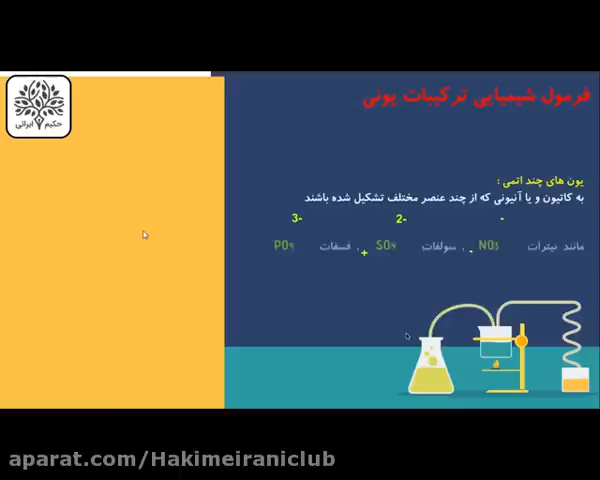 حکیم ایرانی
فرمول شیمیایی ترکیبات یونی
یون های چند اتمی :
به کاتیون و یا آنیونی که از چند عنصر مختلف تشکیل شده باشند
- 2- 3-
مانند نیترات NO3 - ، سولفات SO4 + ، فسفات PO4
aparat.com/Hakimeiraniclub